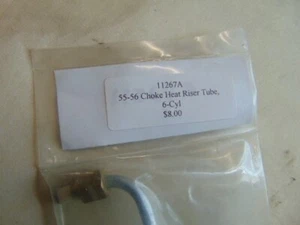 11267A
55-56 Choke Heat Riser Tube,
6-Cyl
$8.00